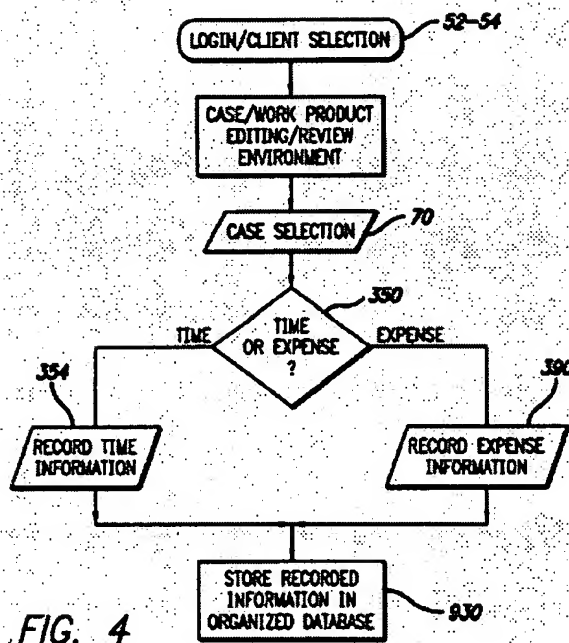 LOGIN/CLIENT SELECTION
52-54
CASE/WORK PRODUCT
EDITING/REVIEW
ENVIRONMENT
CASE SELECTION
70
350
TIME
TIME
OR EXPENSE
?
EXPENSE
354
RECORD TIME
INFORMATION
390
RECORD EXPENSE
INFORMATION
STORE RECORDED
INFORMATION IN
ORGANIZED DATABASE
930
FIG. 4